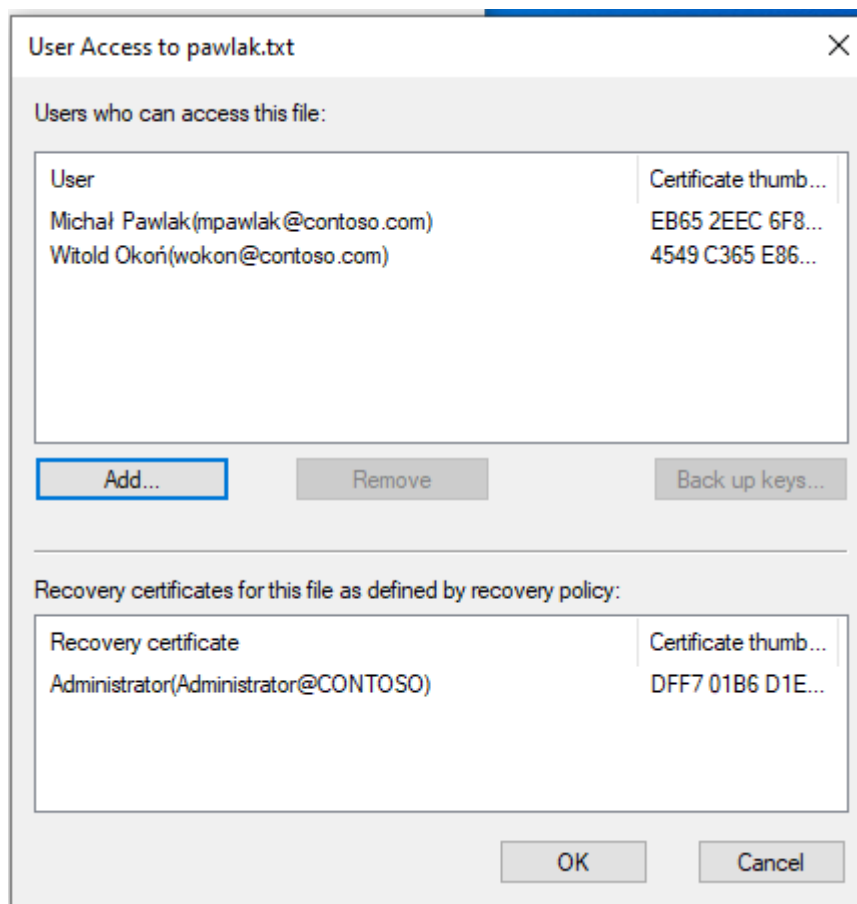 User Access to pawlak.txt
Users who can access this file:
User Certificate thumb...
Michał Pawlak(mpawlak@contoso.com) EB65 2EEC 6F8...
Witold Okoń(wokon@contoso.com) 4549 C365 E86...
Add... Remove Back up keys...
Recovery certificates for this file as defined by recovery policy:
Recovery certificate Certificate thumb...
Administrator(Administrator@CONTOSO) DFF7 01B6 D1E...
OK Cancel